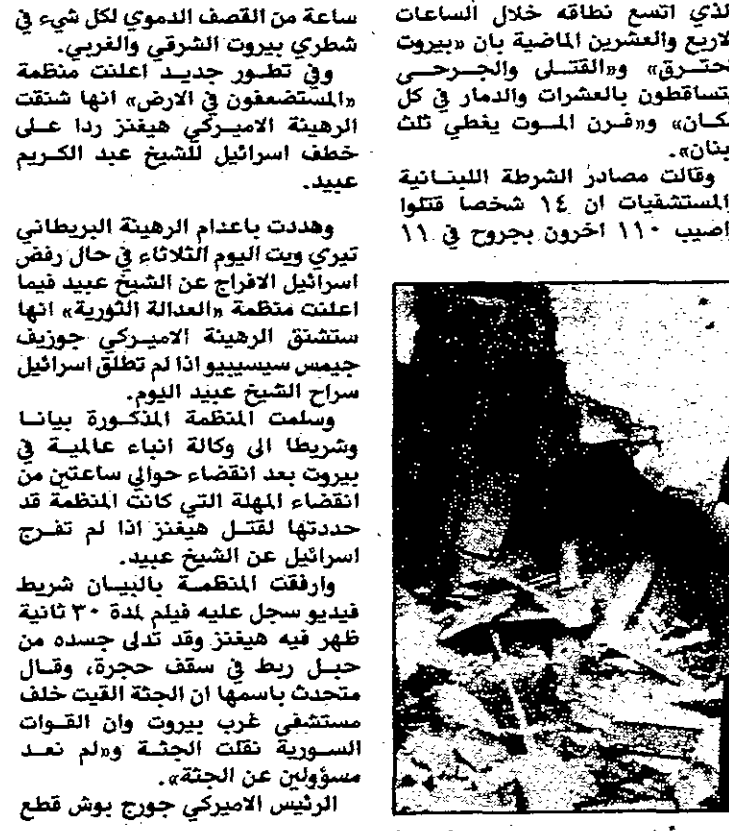 لذي اتسع نطاقه خلال الساعات
لاربع والعشرين الماضية بان «بيروت
تحترق» و«القتلى والجرحى
يتساقطون بالعشرات والدمار في كل
مكان» و«فرن الموت يغطي ثلث
لبنان».
وقالت مصادر الشرطة اللبنانية
والمستشفيات ان ١٤ شخصا قتلوا
واصيب ١١٠ اخرون بجروح في ١١
ساعة من القصف الدموي لكل شيء في
شطري بيروت الشرقي والغربي.
وفي تطور جديد اعلنت منظمة
«المستضعفون في الارض» انها شنقت
الرهينة الاميركي هيغنز ردا على
خطف اسرائيل للشيخ عبد الكريم
عبيد.
وهددت باعدام الرهينة البريطاني
تيري ويت اليوم الثلاثاء في حال رفض
اسرائيل الافراج عن الشيخ عبيد فيما
اعلنت منظمة «العدالة الثورية» انها
ستشنق الرهينة الاميركي جوزيف
جيمس سيسيبيو اذا لم تطلق اسرائيل
سراح الشيخ عبيد اليوم.
وسلمت المنظمة المذكورة بيانا
وشريطا الى وكالة انباء عالمية في
بيروت بعد انقضاء حوالي ساعتين من
انقضاء المهلة التي كانت المنظمة قد
حددتها لقتل هيغنز اذا لم تفرج
اسرائيل عن الشيخ عبيد.
وارفقت المنظمة بالبيان شريط
فيديو سجل عليه فيلم لمدة ٣٠ ثانية
ظهر فيه هيغنز وقد تدلى جسده من
حبل ربط في سقف حجرة، وقال
متحدث باسمها ان الجثة القيت خلف
مستشفى غرب بيروت وان القوات
السورية نقلت الجثة و«لم نعد
مسؤولين عن الجثة».
الرئيس الاميركي جورج بوش قطع